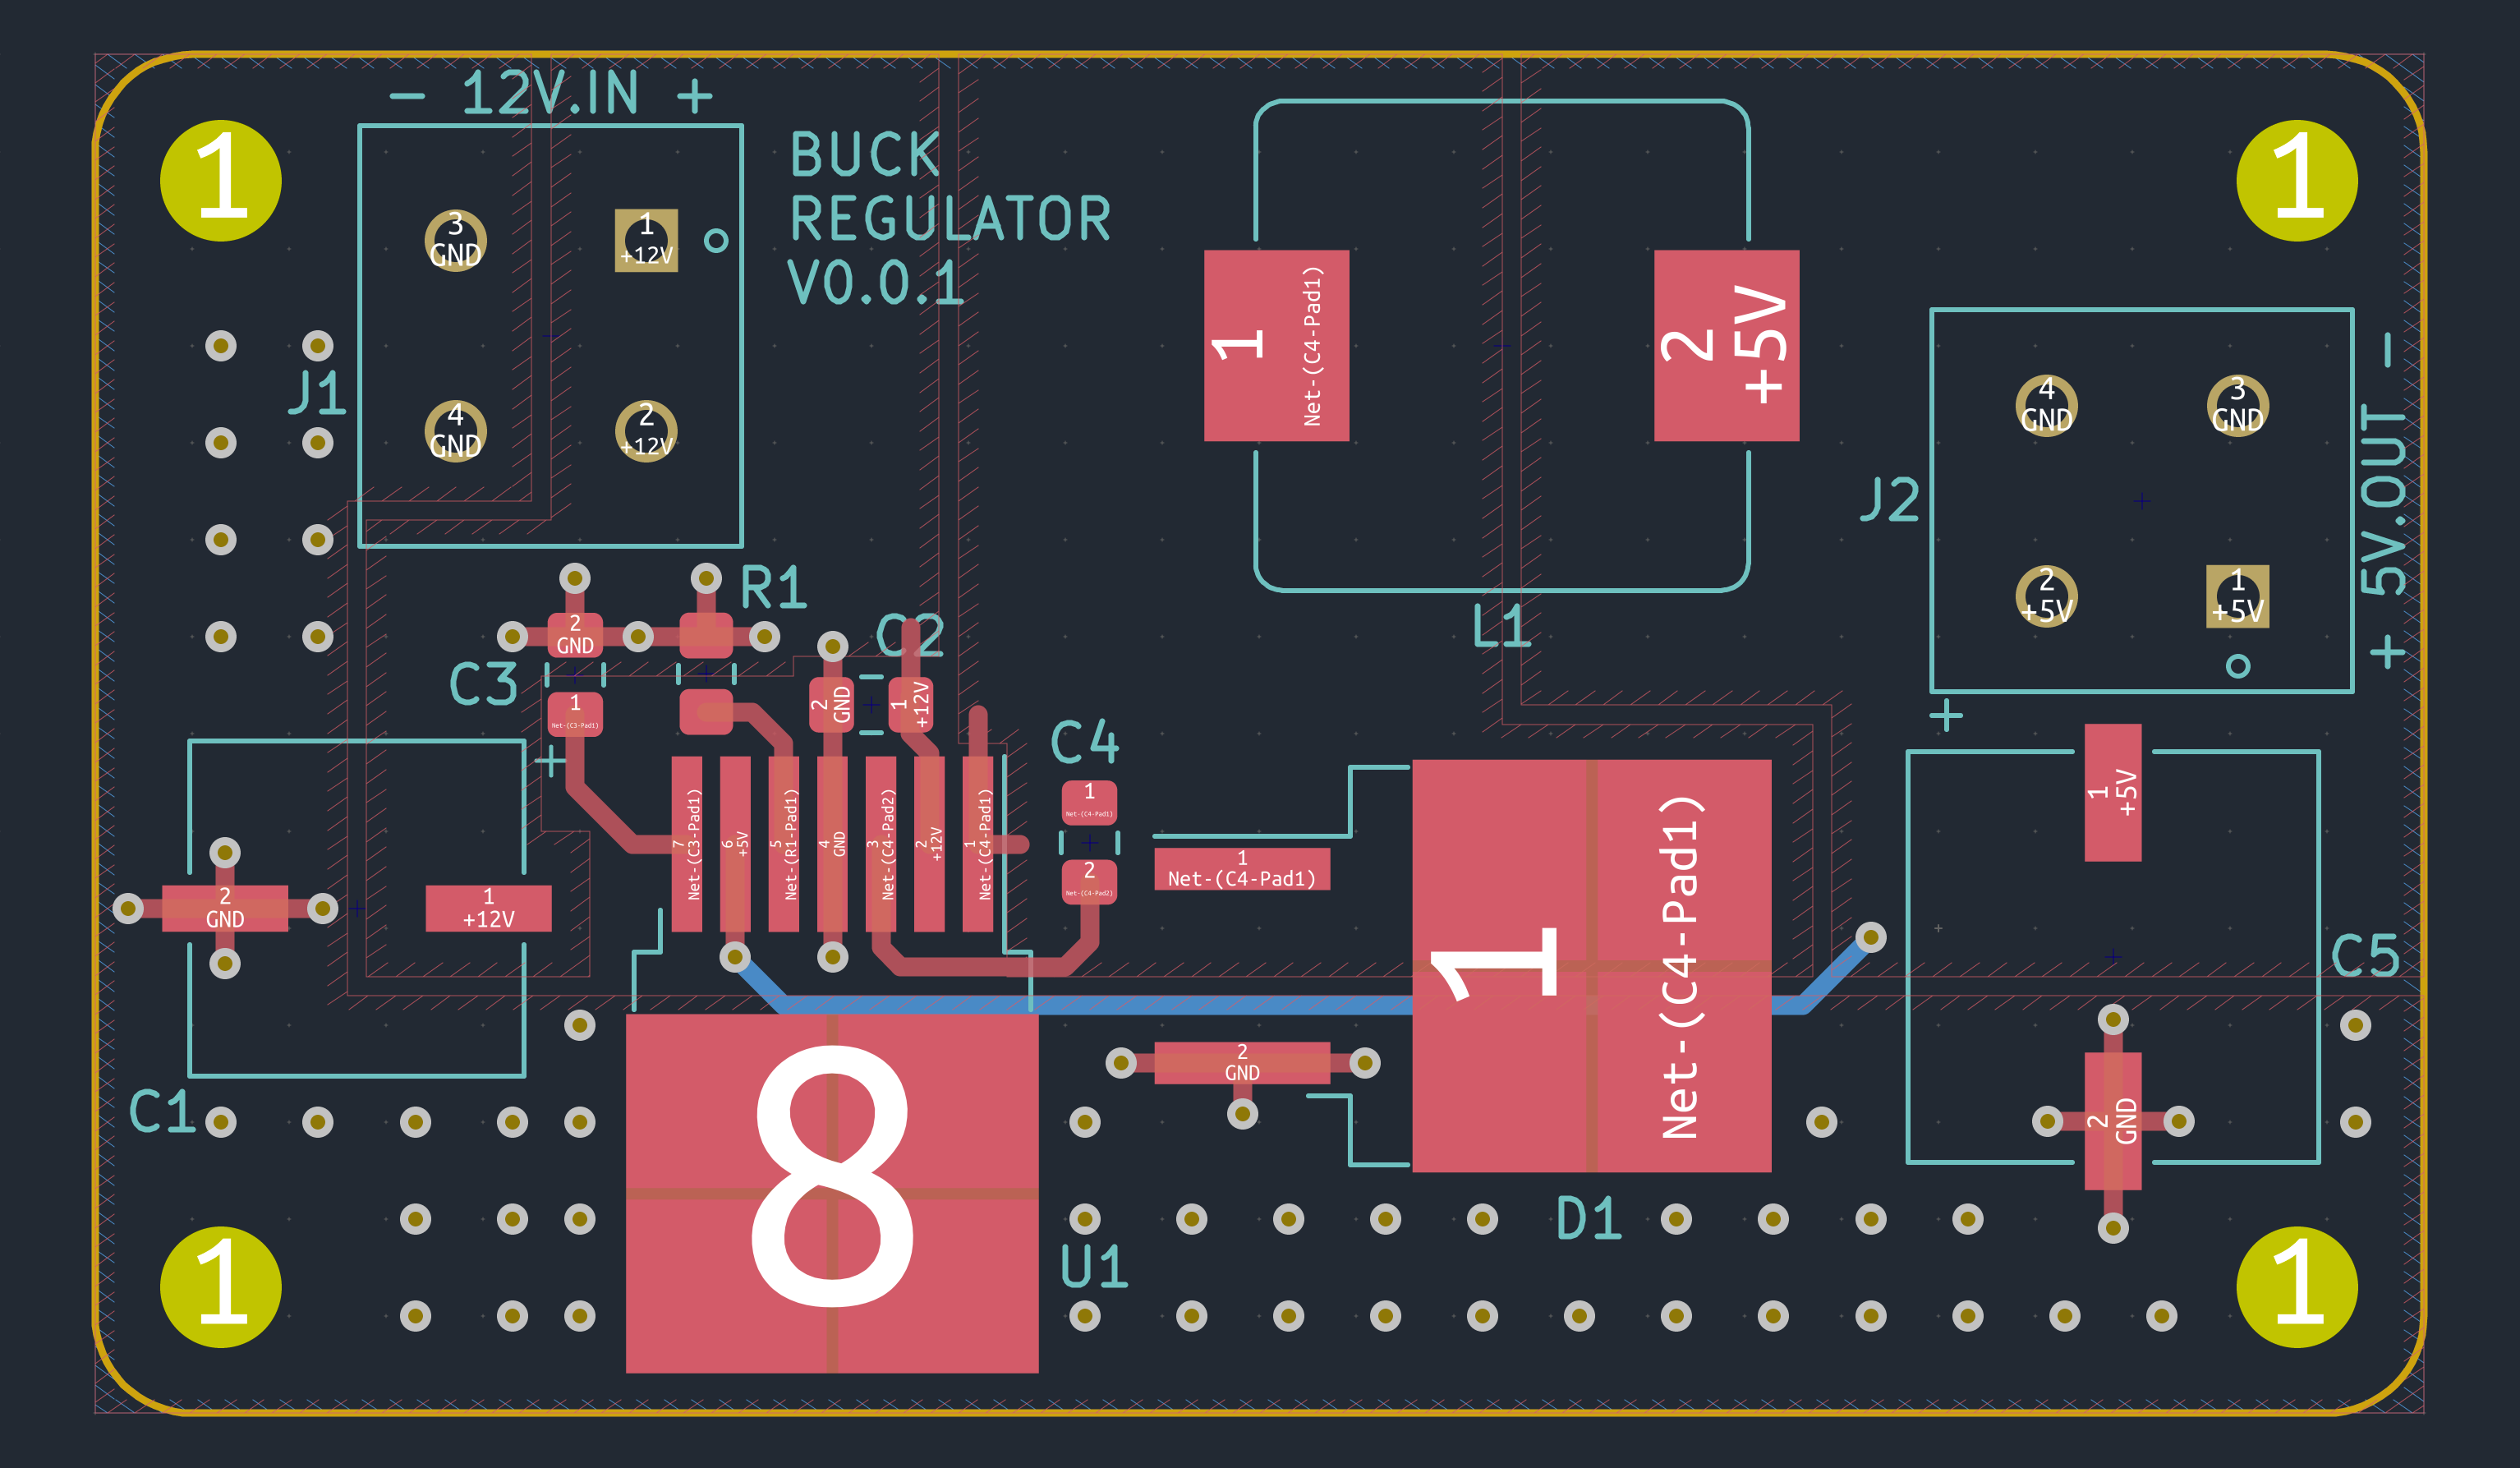 - 12V.IN +
1
1
BUCK
REGULATOR
V0.0.1
3
GND
1
+12V
J1
4
GND
2
+12V
1
Net-(C4-Pad1)
2
+5V
L1
4
GND
3
GND
J2
2
+5V
1
+5V
+ 5V.OUT -
R1
C2
C3
2
GND
1
Net-(C3-Pad1)
2
GND
1
+12V
C4
1
Net-(C4-Pad1)
2
Net-(C4-Pad2)
+
7
Net-(C3-Pad1)
6
+5V
5
Net-(R1-Pad1)
4
GND
3
Net-(C4-Pad2)
2
+12V
1
Net-(C4-Pad1)
2
GND
1
+12V
C1
1
Net-(C4-Pad1)
2
GND
1
Net-(C4-Pad1)
D1
+
1
+5V
C5
2
GND
8
U1
1
1